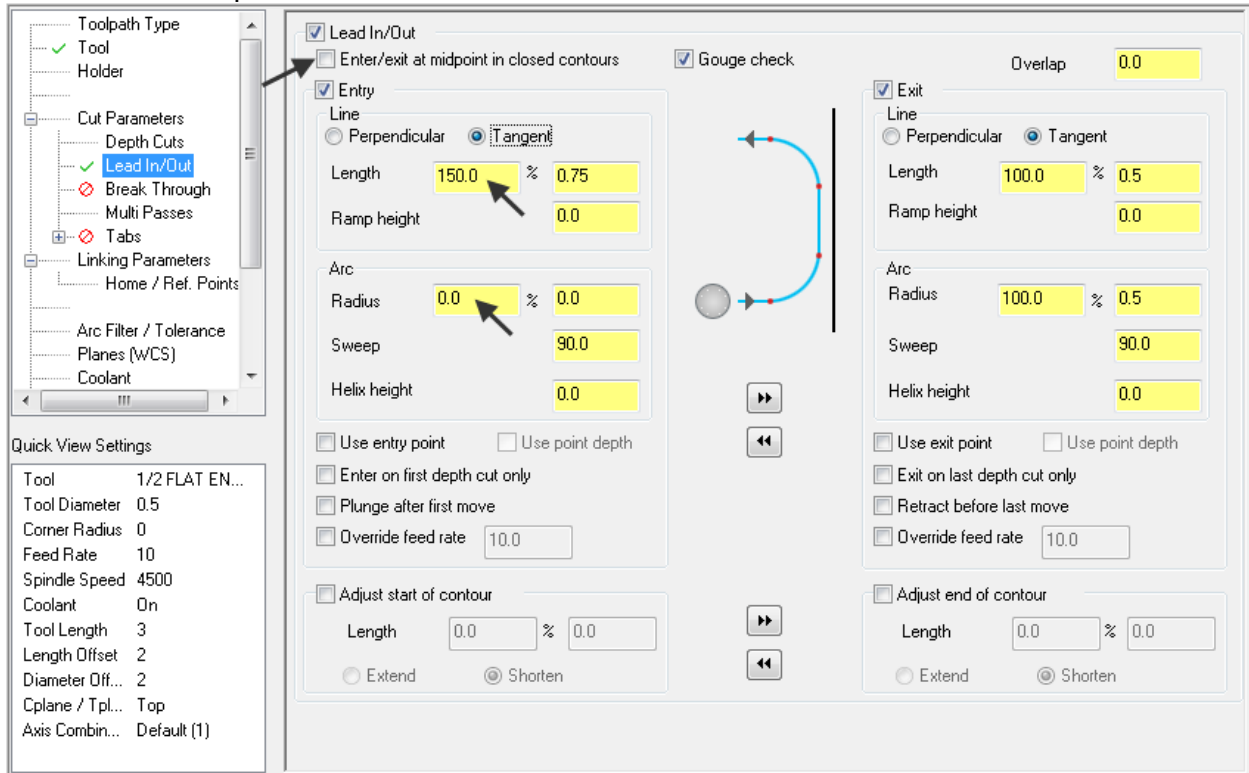 Toolpath Type
Tool
Holder
Cut Parameters
Depth Cuts
Lead In/Out
Break Through
Multi Passes
Tabs
Linking Parameters
Home / Ref. Points
Arc Filter / Tolerance
Planes (WCS)
Coolant
Quick View Settings
Tool 1/2 FLAT EN...
Tool Diameter 0.5
Corner Radius 0
Feed Rate 10
Spindle Speed 4500
Coolant On
Tool Length 3
Length Offset 2
Diameter Off... 2
Cplane / Tpl... Top
Axis Combin... Default (1)
Lead In/Out
Enter/exit at midpoint in closed contours Gouge check Overlap 0.0
Entry
Line
Perpendicular Tangent
Length 150.0 % 0.75
Ramp height 0.0
Arc
Radius 0.0 % 0.0
Sweep 90.0
Helix height 0.0
Use entry point Use point depth
Enter on first depth cut only
Plunge after first move
Override feed rate 10.0
Adjust start of contour
Length 0.0 % 0.0
Extend Shorten
Exit
Line
Perpendicular Tangent
Length 100.0 % 0.5
Ramp height 0.0
Arc
Radius 100.0 % 0.5
Sweep 90.0
Helix height 0.0
Use exit point Use point depth
Exit on last depth cut only
Retract before last move
Override feed rate 10.0
Adjust end of contour
Length 0.0 % 0.0
Extend Shorten